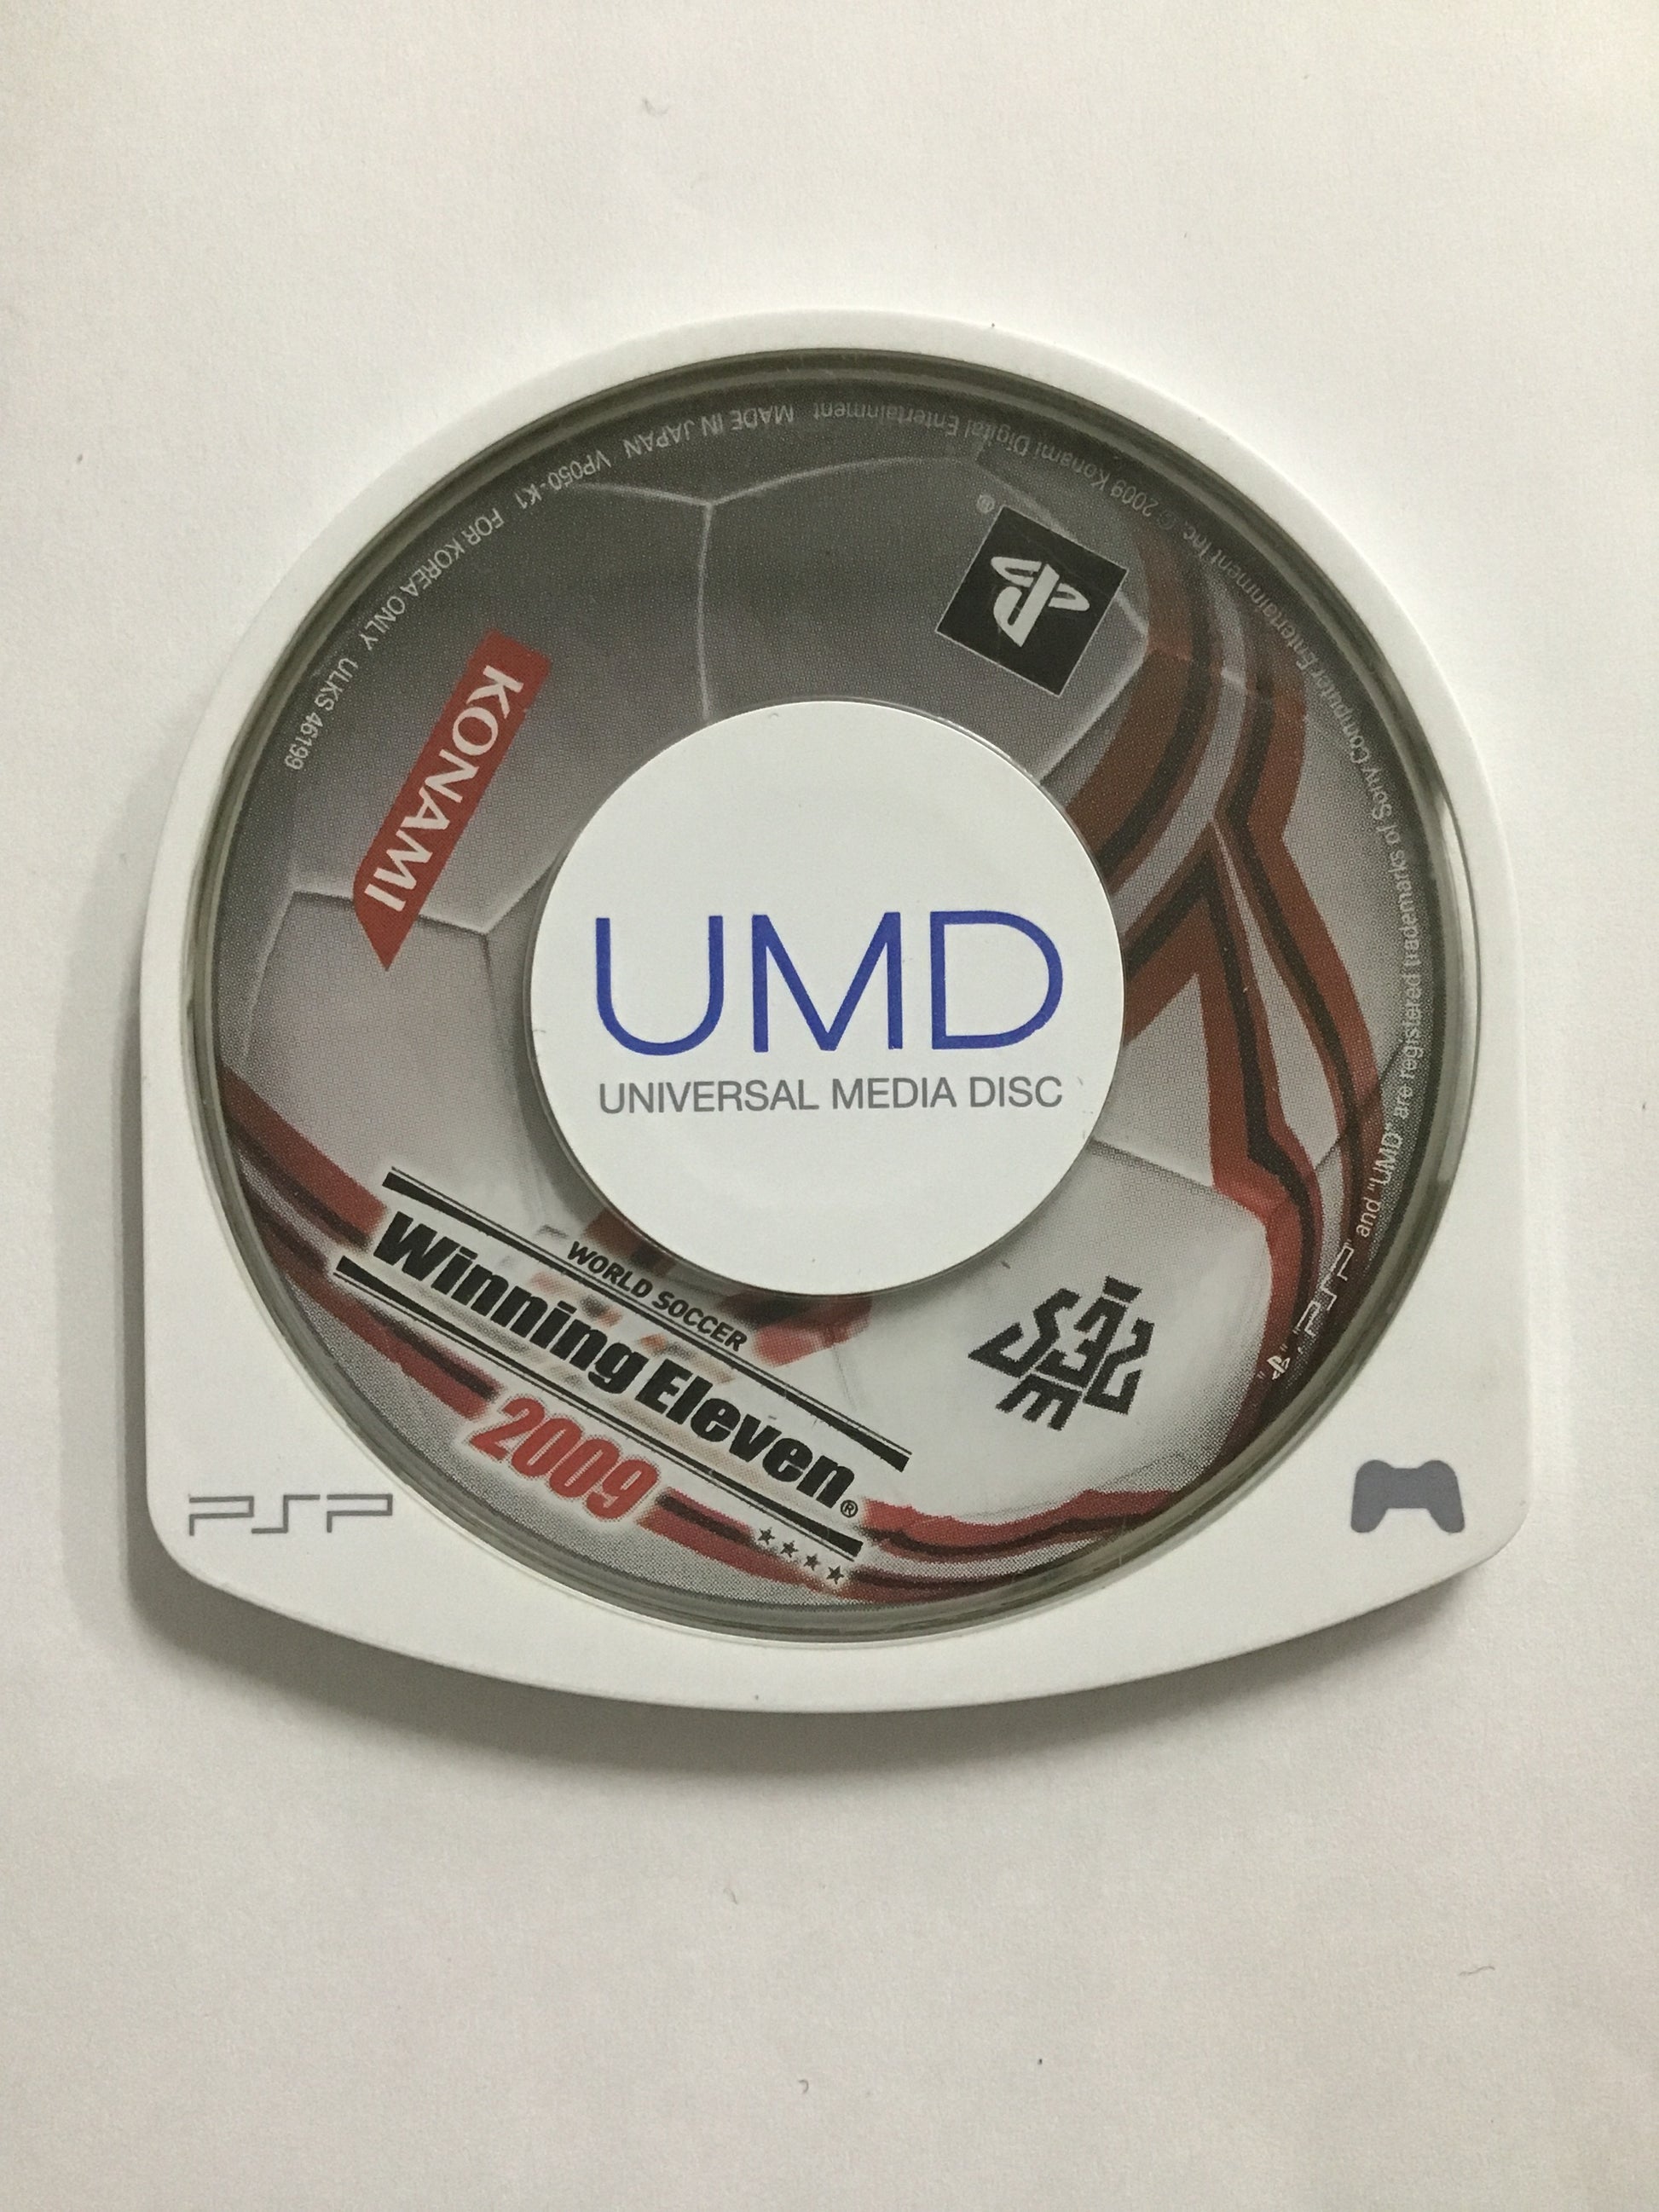 UMD
UNIVERSAL MEDIA DISC
WORLD SOCCER
Winning Eleven®
2009
KONAMI
®
PSP
" " , "PSP" and "UMD" are registered trademarks of Sony Computer Entertainment Inc. © 2009 Konami Digital Entertainment MADE IN JAPAN VP050-K1 FOR KOREA ONLY ULKS 46199